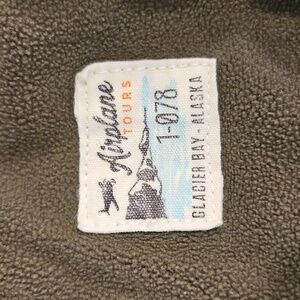 Airplane
TOURS
1-078
GLACIER BAY - ALASKA